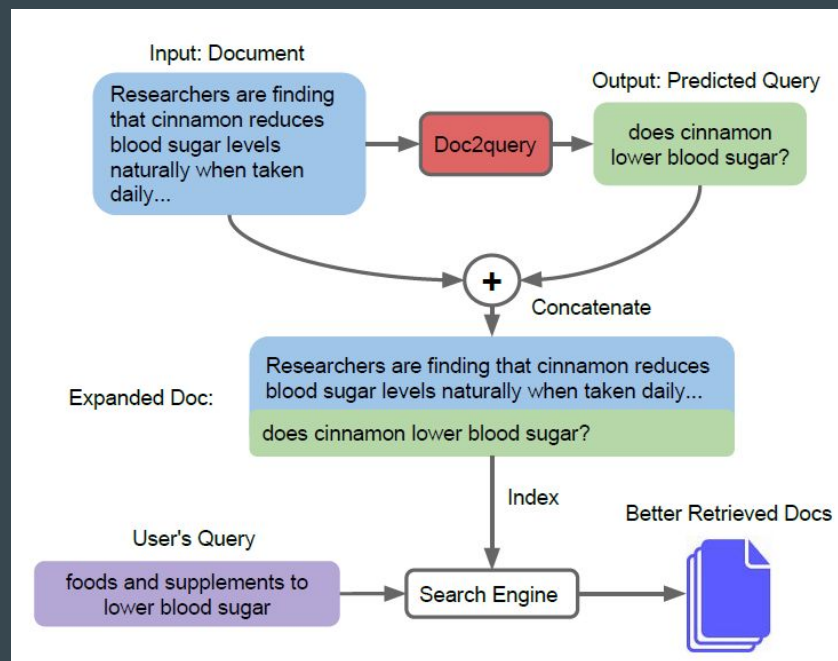 Input: Document
Researchers are finding
that cinnamon reduces
blood sugar levels
naturally when taken
daily...
Doc2query
Output: Predicted Query
does cinnamon
lower blood sugar?
+
Concatenate
Expanded Doc:
Researchers are finding that cinnamon reduces
blood sugar levels naturally when taken daily...
does cinnamon lower blood sugar?
Index
User's Query
foods and supplements to
lower blood sugar
Search Engine
Better Retrieved Docs